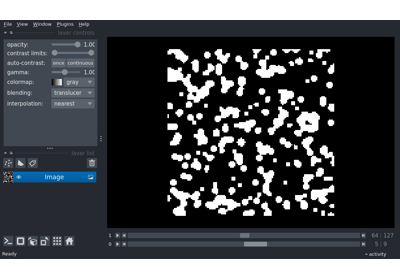 File View Window Plugins Help
layer controls
opacity: 1.00
contrast limits:
auto-contrast: once continuous
gamma: 1.00
colormap: gray
blending: translucer
interpolation: nearest
layer list
Image
1 64 127
0 5 9
Ready activity